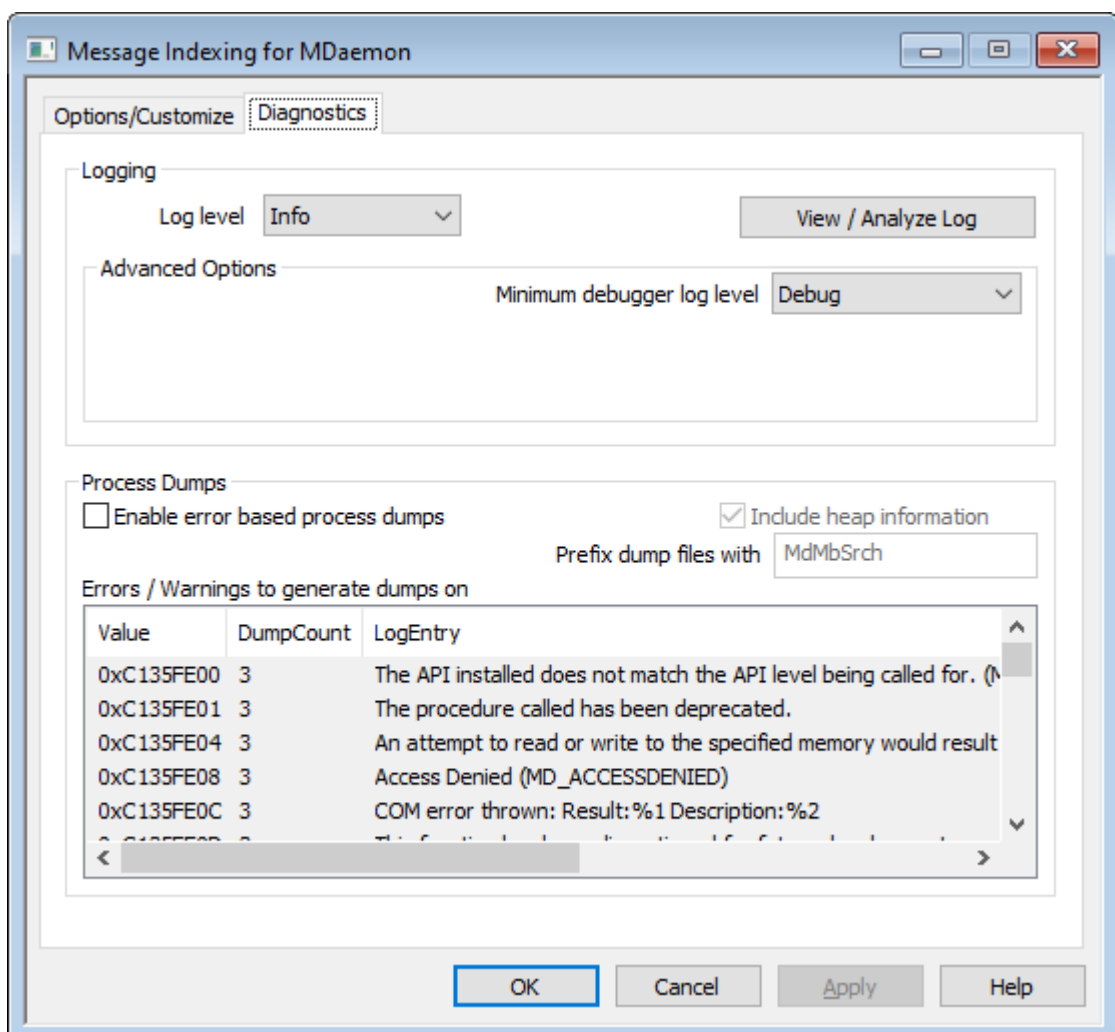 Message Indexing for MDaemon
Options/Customize Diagnostics
Logging
Log level Info View / Analyze Log
Advanced Options
Minimum debugger log level Debug
Process Dumps
Enable error based process dumps Include heap information
Prefix dump files with MdMbSrch
Errors / Warnings to generate dumps on
Value DumpCount LogEntry
0xC135FE00 3 The API installed does not match the API level being called for. (M
0xC135FE01 3 The procedure called has been deprecated.
0xC135FE04 3 An attempt to read or write to the specified memory would result
0xC135FE08 3 Access Denied (MD_ACCESSDENIED)
0xC135FE0C 3 COM error thrown: Result:%1 Description:%2
OK Cancel Apply Help